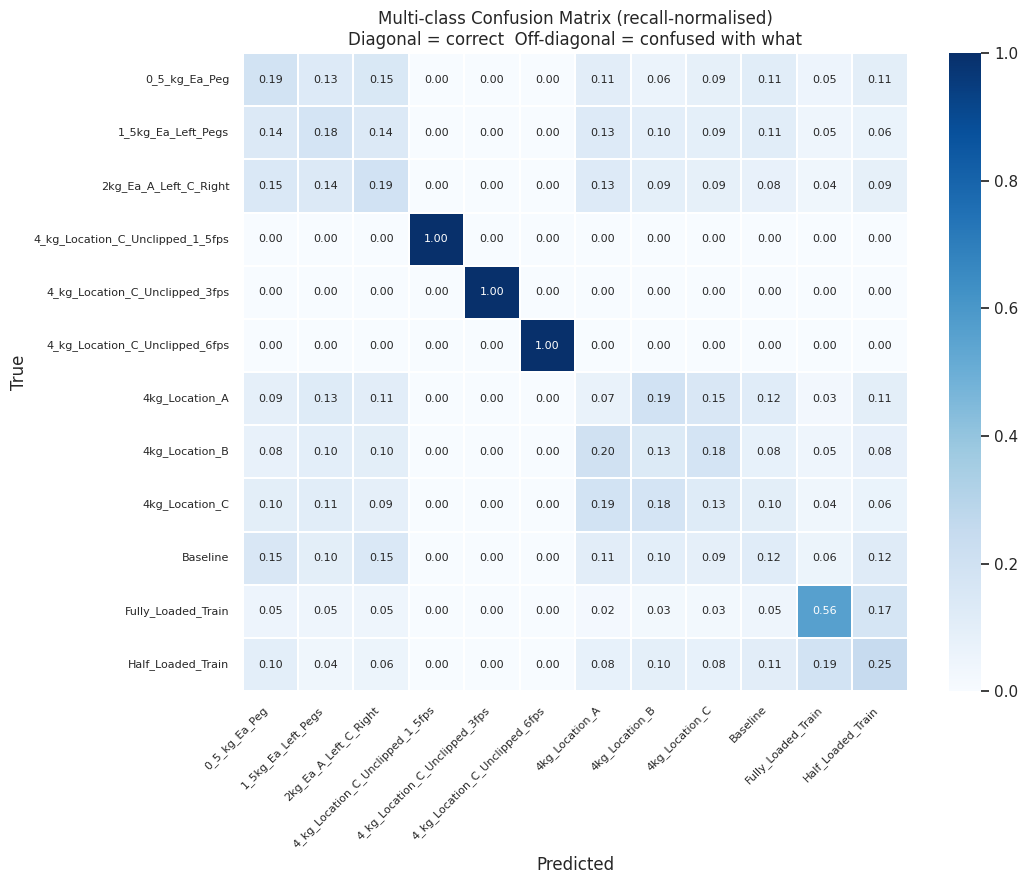 Multi-class Confusion Matrix (recall-normalised)
Diagonal = correct  Off-diagonal = confused with what
True
0_5_kg_Ea_Peg 0.19 0.13 0.15 0.00 0.00 0.00 0.11 0.06 0.09 0.11 0.05 0.11
1_5kg_Ea_Left_Pegs 0.14 0.18 0.14 0.00 0.00 0.00 0.13 0.10 0.09 0.11 0.05 0.06
2kg_Ea_A_Left_C_Right 0.15 0.14 0.19 0.00 0.00 0.00 0.13 0.09 0.09 0.08 0.04 0.09
4_kg_Location_C_Unclipped_1_5fps 0.00 0.00 0.00 1.00 0.00 0.00 0.00 0.00 0.00 0.00 0.00 0.00
4_kg_Location_C_Unclipped_3fps 0.00 0.00 0.00 0.00 1.00 0.00 0.00 0.00 0.00 0.00 0.00 0.00
4_kg_Location_C_Unclipped_6fps 0.00 0.00 0.00 0.00 0.00 1.00 0.00 0.00 0.00 0.00 0.00 0.00
4kg_Location_A 0.09 0.13 0.11 0.00 0.00 0.00 0.07 0.19 0.15 0.12 0.03 0.11
4kg_Location_B 0.08 0.10 0.10 0.00 0.00 0.00 0.20 0.13 0.18 0.08 0.05 0.08
4kg_Location_C 0.10 0.11 0.09 0.00 0.00 0.00 0.19 0.18 0.13 0.10 0.04 0.06
Baseline 0.15 0.10 0.15 0.00 0.00 0.00 0.11 0.10 0.09 0.12 0.06 0.12
Fully_Loaded_Train 0.05 0.05 0.05 0.00 0.00 0.00 0.02 0.03 0.03 0.05 0.56 0.17
Half_Loaded_Train 0.10 0.04 0.06 0.00 0.00 0.00 0.08 0.10 0.08 0.11 0.19 0.25
0_5_kg_Ea_Peg
1_5kg_Ea_Left_Pegs
2kg_Ea_A_Left_C_Right
4_kg_Location_C_Unclipped_1_5fps
4_kg_Location_C_Unclipped_3fps
4_kg_Location_C_Unclipped_6fps
4kg_Location_A
4kg_Location_B
4kg_Location_C
Baseline
Fully_Loaded_Train
Half_Loaded_Train
Predicted
1.0
0.8
0.6
0.4
0.2
0.0